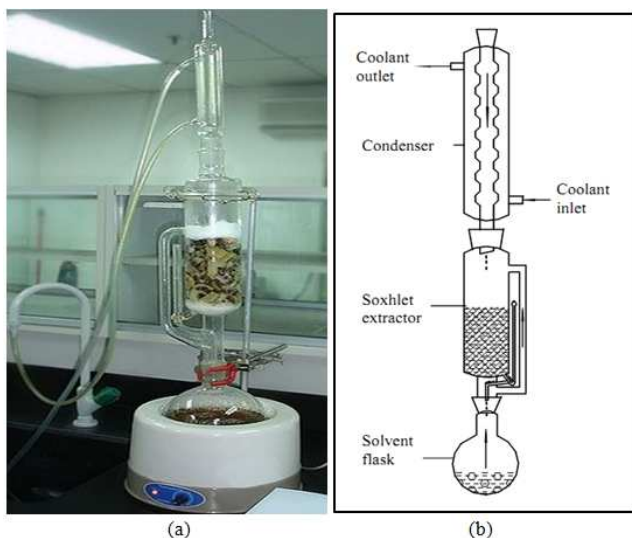 Coolant
outlet
Condenser
Coolant
inlet
Soxhlet
extractor
Solvent
flask
(a)
(b)